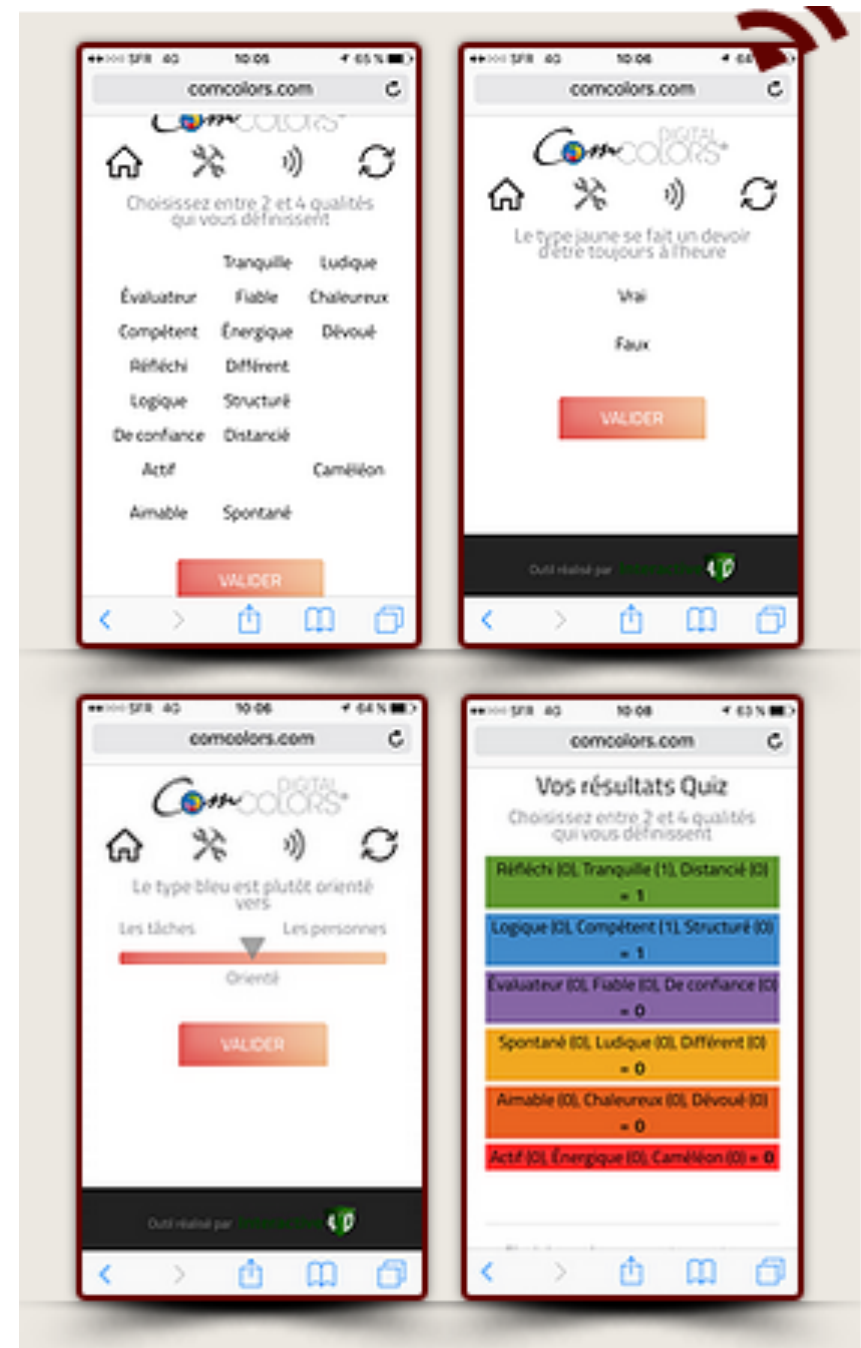 SFR 4G 10:05 65 %
comcolors.com
ComCOLORS
Choisissez entre 2 et 4 qualités
qui vous définissent
Tranquille Ludique
Évaluateur Fiable Chaleureux
Compétent Énergique Dévoué
Réfléchi Différent
Logique Structuré
De confiance Distancié
Actif Caméléon
Aimable Spontané
VALIDER
SFR 4G 10:06
comcolors.com
DIGITAL
ComCOLORS
Le type jaune se fait un devoir
d'être toujours à l'heure
Vrai
Faux
VALIDER
Outil réalisé par
SFR 4G 10:06 64 %
comcolors.com
DIGITAL
ComCOLORS
Le type bleu est plutôt orienté
vers
Les tâches Les personnes
Orienté
VALIDER
Outil réalisé par
SFR 4G 10:08 63 %
comcolors.com
Vos résultats Quiz
Choisissez entre 2 et 4 qualités
qui vous définissent
Réfléchi (0), Tranquille (1), Distancié (0)
= 1
Logique (0), Compétent (1), Structuré (0)
= 1
Évaluateur (0), Fiable (0), De confiance (0)
= 0
Spontané (0), Ludique (0), Différent (0)
= 0
Aimable (0), Chaleureux (0), Dévoué (0)
= 0
Actif (0), Énergique (0), Caméléon (0) = 0